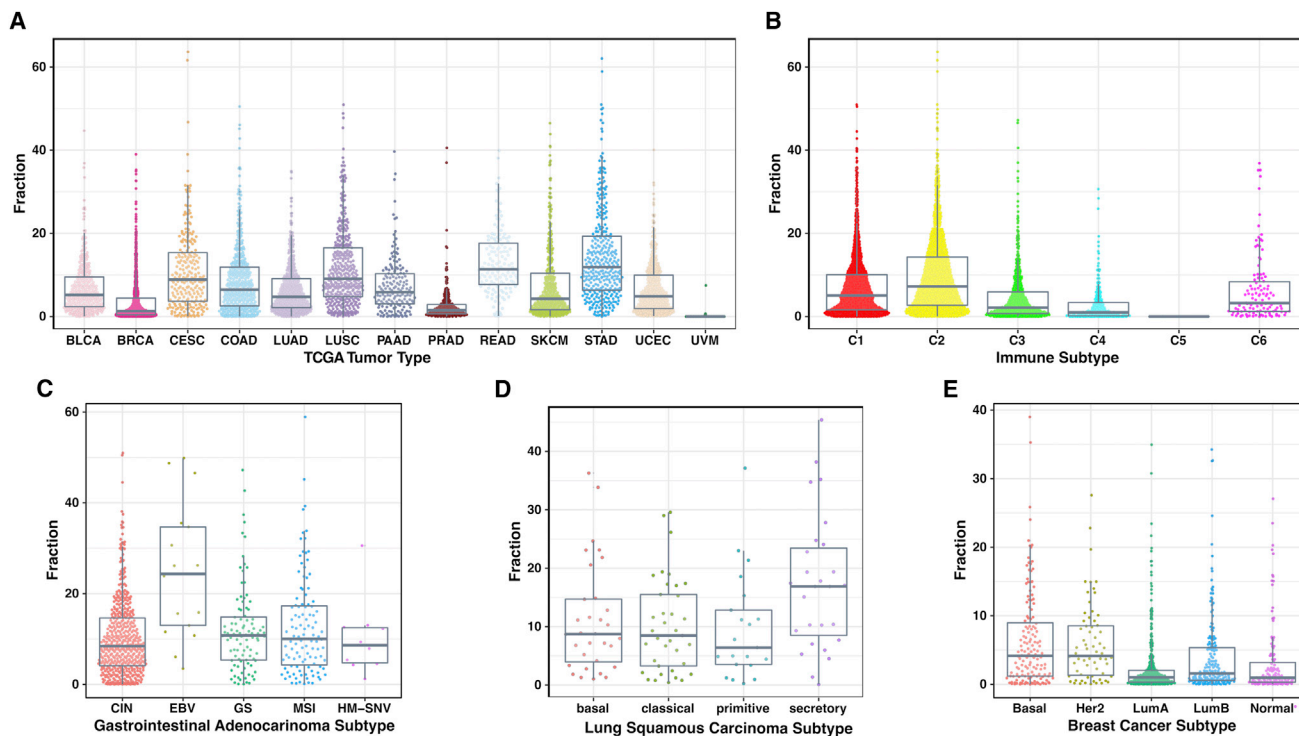 A
Fraction
60
40
20
0
BLCA BRCA CESC COAD LUAD LUSC PAAD PRAD READ SKCM STAD UCEC UVM
TCGA Tumor Type
B
Fraction
60
40
20
0
C1 C2 C3 C4 C5 C6
Immune Subtype
C
Fraction
60
40
20
0
CIN EBV GS MSI HM–SNV
Gastrointestinal Adenocarinoma Subtype
D
Fraction
40
30
20
10
0
basal classical primitive secretory
Lung Squamous Carcinoma Subtype
E
Fraction
40
30
20
10
0
Basal Her2 LumA LumB Normal*
Breast Cancer Subtype